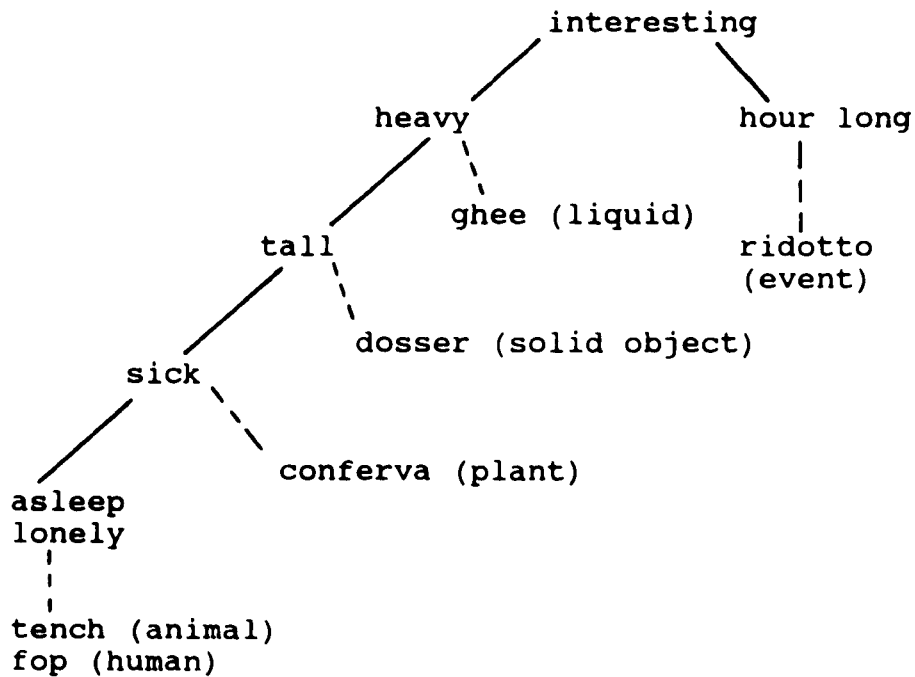 interesting
heavy
hour long
ghee (liquid)
tall
ridotto
(event)
dosser (solid object)
sick
conferva (plant)
asleep
lonely
tench (animal)
fop (human)